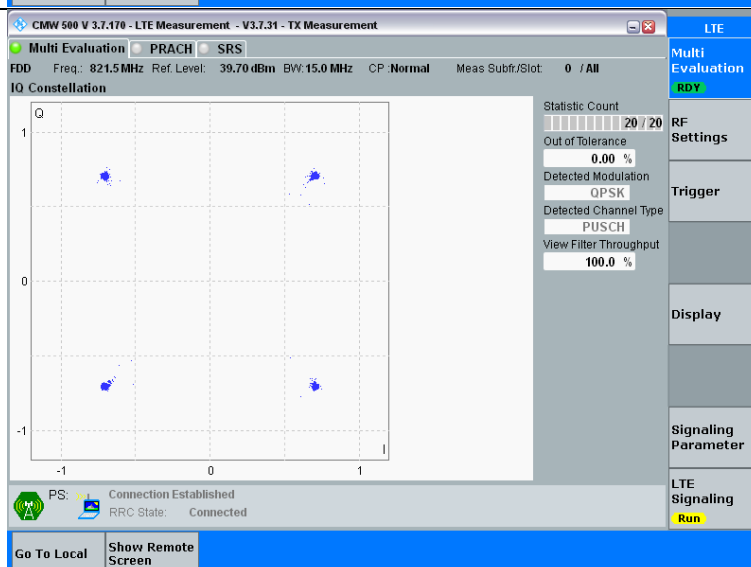 CMW 500 V 3.7.170 - LTE Measurement - V3.7.31 - TX Measurement
LTE
Multi Evaluation PRACH SRS
Multi Evaluation
RDY
FDD Freq.: 821.5 MHz Ref. Level: 39.70 dBm BW: 15.0 MHz CP : Normal Meas Subfr./Slot: 0 / All
IQ Constellation
Q
1
0
-1
I
-1 0 1
Statistic Count
20 / 20
Out of Tolerance
0.00 %
Detected Modulation
QPSK
Detected Channel Type
PUSCH
View Filter Throughput
100.0 %
RF Settings
Trigger
Display
Signaling Parameter
LTE Signaling
Run
PS: Connection Established
RRC State: Connected
Go To Local
Show Remote Screen